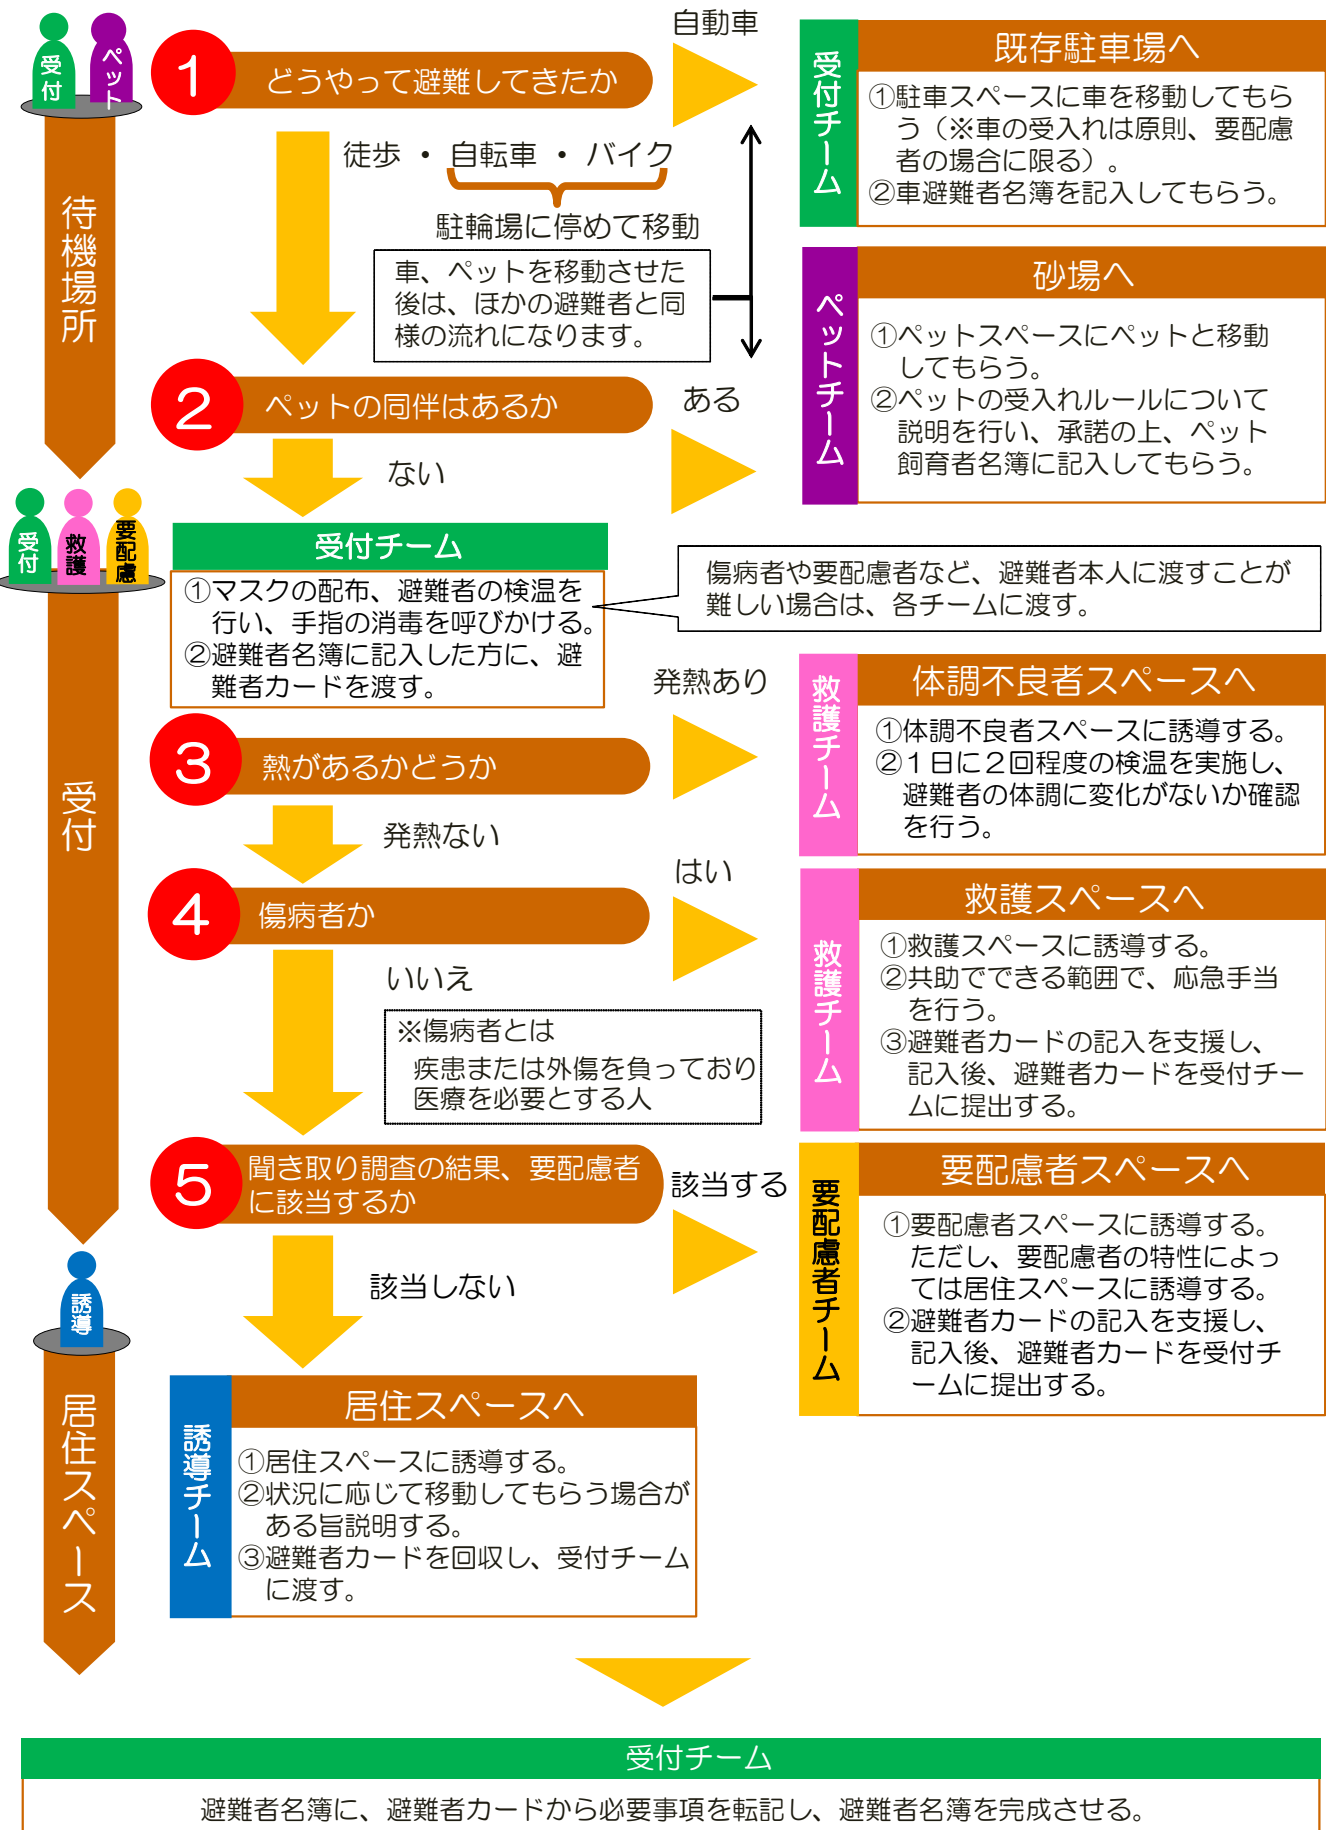 受付
ペット
1
どうやって避難してきたか
自動車
受付チーム
既存駐車場へ
①駐車スペースに車を移動してもら
う（※車の受入れは原則、要配慮
者の場合に限る）。
②車避難者名簿を記入してもらう。
待機場所
徒歩 ・ 自転車 ・ バイク
駐輪場に停めて移動
車、ペットを移動させた
後は、ほかの避難者と同
様の流れになります。
2
ペットの同伴はあるか
ある
ペットチーム
砂場へ
①ペットスペースにペットと移動
してもらう。
②ペットの受入れルールについて
説明を行い、承諾の上、ペット
飼育者名簿に記入してもらう。
ない
受付
救護
要配慮
受付
受付チーム
①マスクの配布、避難者の検温を
行い、手指の消毒を呼びかける。
②避難者名簿に記入した方に、避
難者カードを渡す。
傷病者や要配慮者など、避難者本人に渡すことが
難しい場合は、各チームに渡す。
3
熱があるかどうか
発熱あり
救護チーム
体調不良者スペースへ
①体調不良者スペースに誘導する。
②１日に２回程度の検温を実施し、
避難者の体調に変化がないか確認
を行う。
発熱ない
4
傷病者か
はい
救護チーム
救護スペースへ
①救護スペースに誘導する。
②共助でできる範囲で、応急手当
を行う。
③避難者カードの記入を支援し、
記入後、避難者カードを受付チー
ムに提出する。
いいえ
※傷病者とは
疾患または外傷を負っており
医療を必要とする人
5
聞き取り調査の結果、要配慮者
に該当するか
該当する
要配慮者チーム
要配慮者スペースへ
①要配慮者スペースに誘導する。
ただし、要配慮者の特性によっ
ては居住スペースに誘導する。
②避難者カードの記入を支援し、
記入後、避難者カードを受付チ
ームに提出する。
該当しない
誘導
居住スペース
誘導チーム
居住スペースへ
①居住スペースに誘導する。
②状況に応じて移動してもらう場合が
ある旨説明する。
③避難者カードを回収し、受付チーム
に渡す。
受付チーム
避難者名簿に、避難者カードから必要事項を転記し、避難者名簿を完成させる。